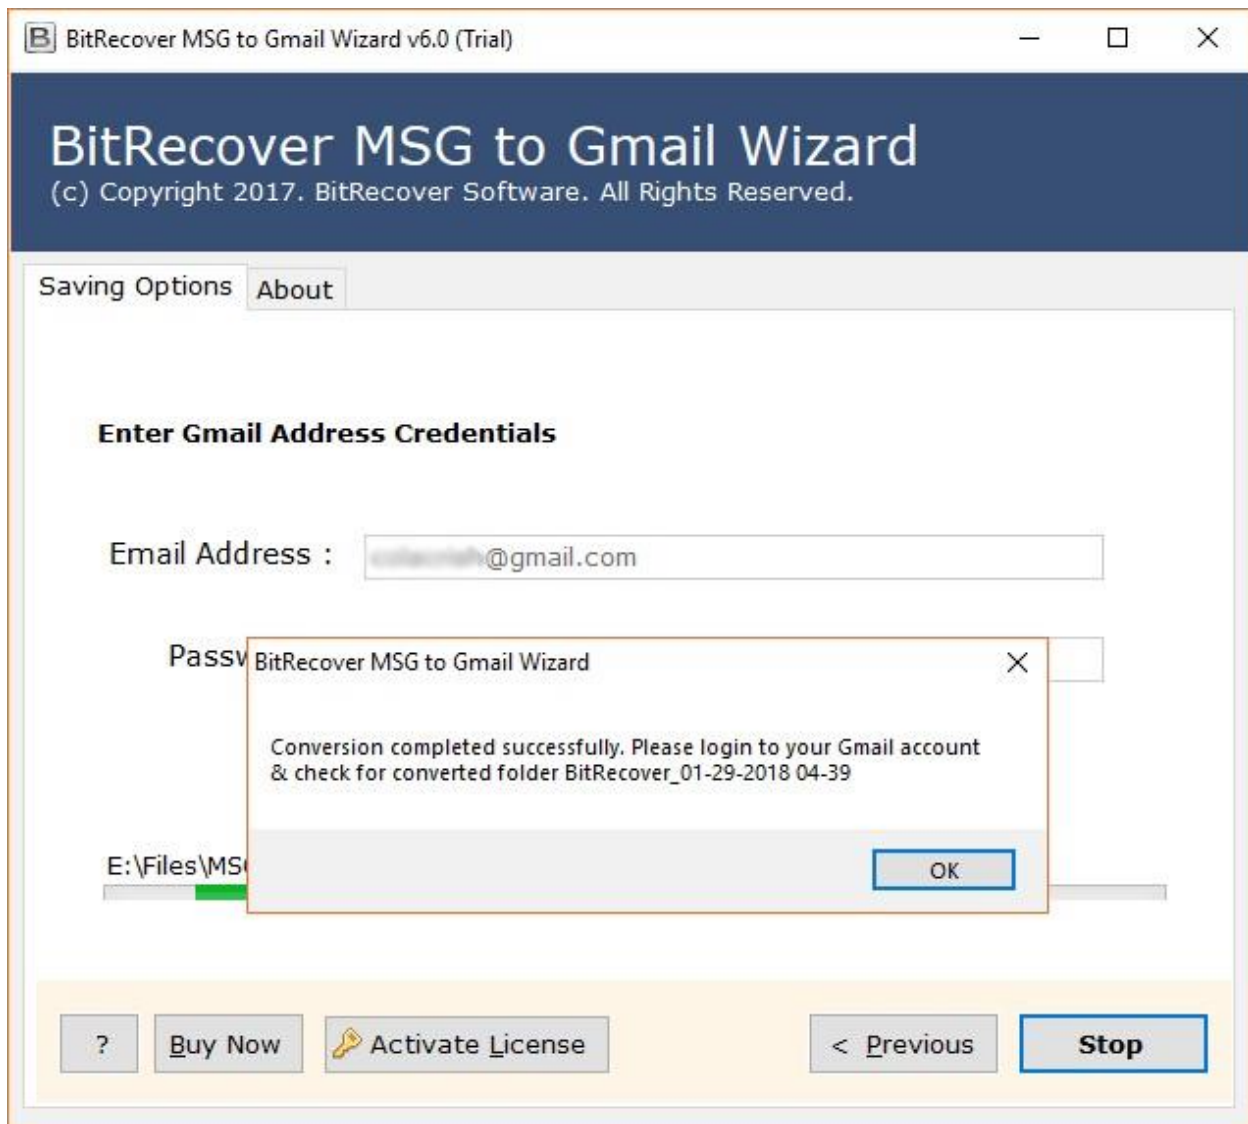 BitRecover MSG to Gmail Wizard v6.0 (Trial)
BitRecover MSG to Gmail Wizard
(c) Copyright 2017. BitRecover Software. All Rights Reserved.
Saving Options
About
Enter Gmail Address Credentials
Email Address :
@gmail.com
BitRecover MSG to Gmail Wizard
Conversion completed successfully. Please login to your Gmail account
& check for converted folder BitRecover_01-29-2018 04-39
E:\Files\
OK
?
Buy Now
Activate License
< Previous
Stop